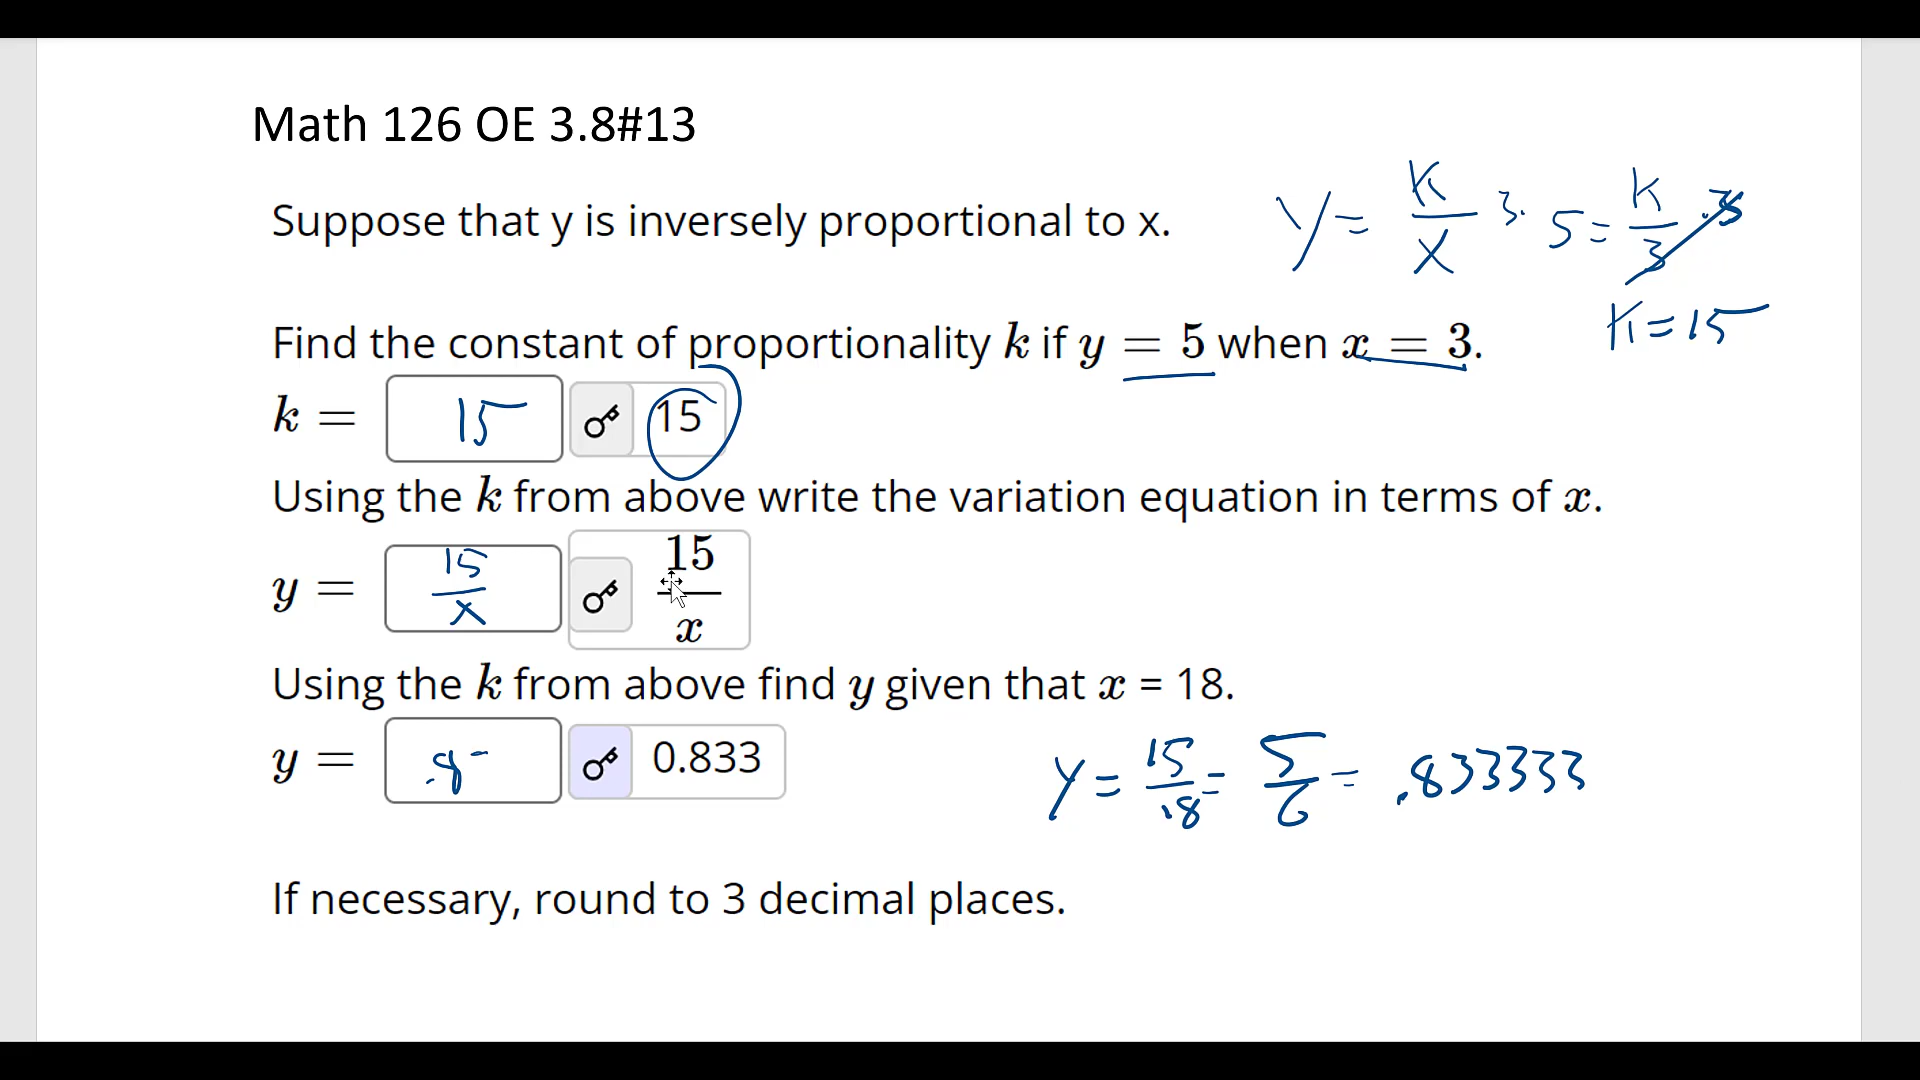 Math 126 OE 3.8#13
Suppose that y is inversely proportional to x.
y = K/x 3. 5 = K/3 .3
K = 15
Find the constant of proportionality k if y = 5 when x = 3.
k = 15 15
Using the k from above write the variation equation in terms of x.
y = 15/x 15/x
Using the k from above find y given that x = 18.
y = .8 0.833
y = 15/18 = 5/6 = .833333
If necessary, round to 3 decimal places.